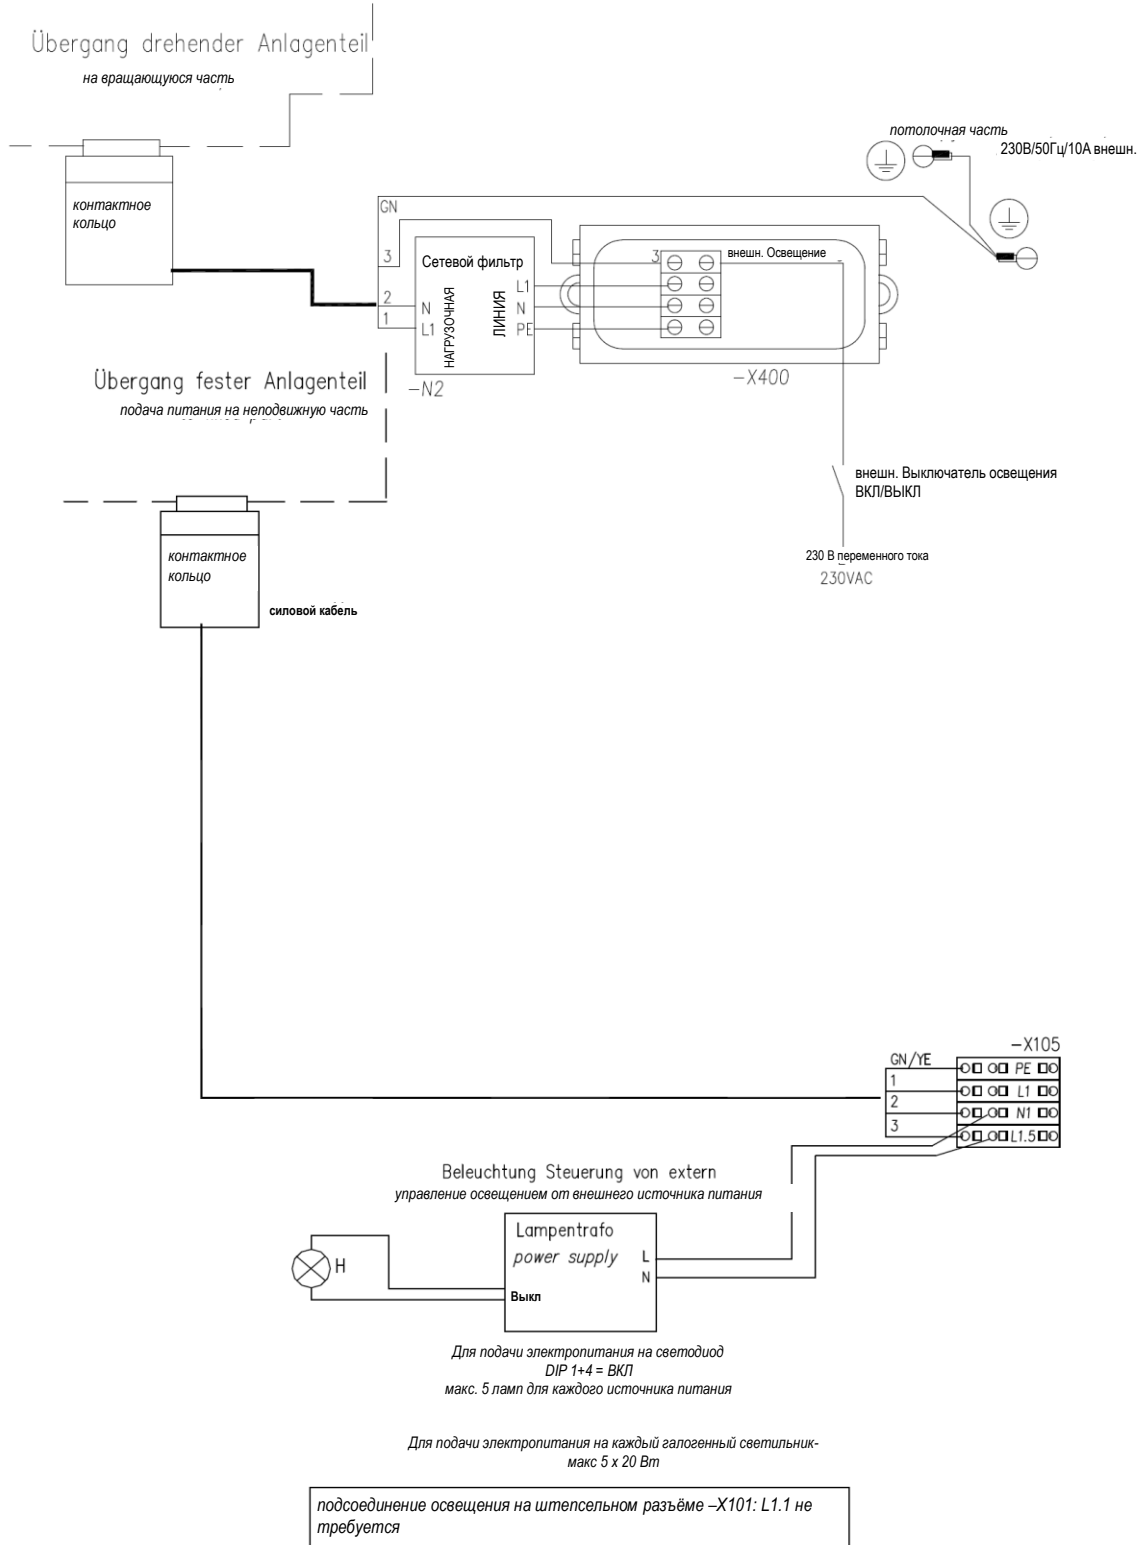 Übergang drehender Anlagenteil
на вращающуюся часть
потолочная часть
230В/50Гц/10А внешн.
контактное
кольцо
GN
3
2
1
Сетевой фильтр
N
L1
НАГРУЗОЧНАЯ
ЛИНИЯ
L1
N
PE
–N2
3
внешн. Освещение
–X400
Übergang fester Anlagenteil
подача питания на неподвижную часть
внешн. Выключатель освещения
ВКЛ/ВЫКЛ
230 В переменного тока
230VAC
контактное
кольцо
силовой кабель
–X105
GN/YE
1
2
3
PE
L1
N1
L1.5
Beleuchtung Steuerung von extern
управление освещением от внешнего источника питания
Lampentrafo
power supply
L
N
Выкл
H
Для подачи электропитания на светодиод
DIP 1+4 = ВКЛ
макс. 5 ламп для каждого источника питания
Для подачи электропитания на каждый галогенный светильник-
макс 5 x 20 Вт
подсоединение освещения на штепсельном разъёме –X101: L1.1 не
требуется